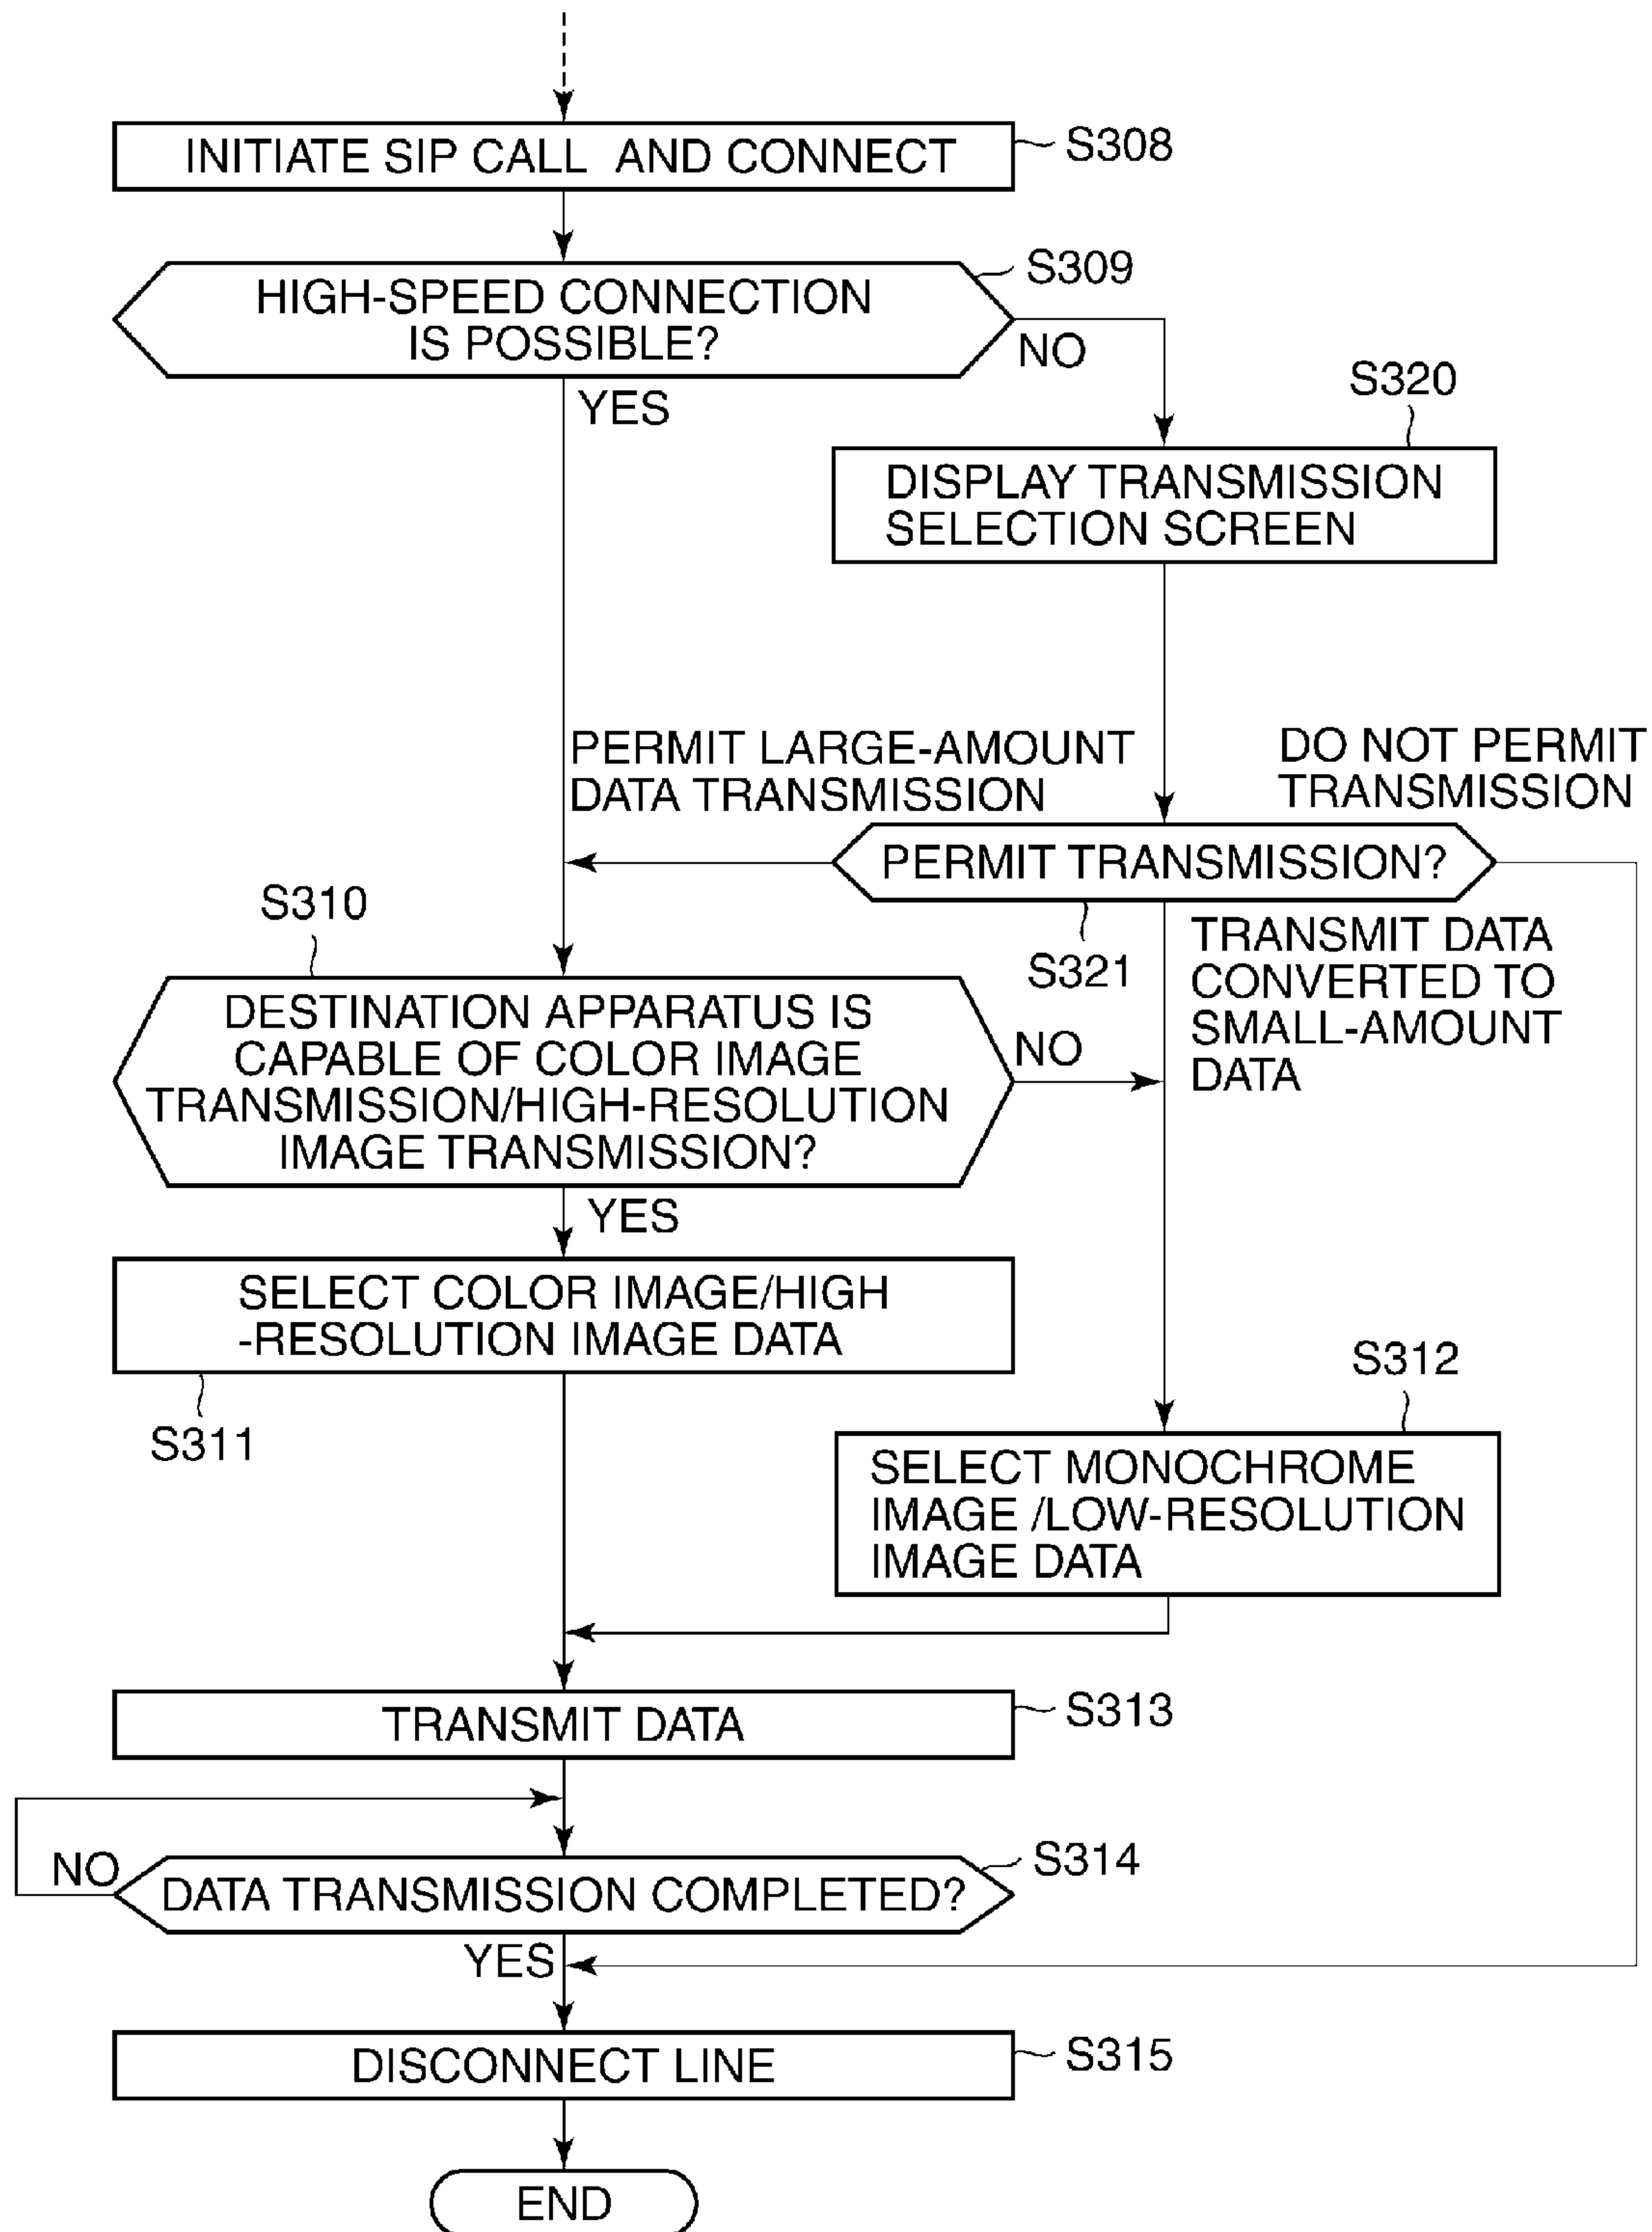 INITIATE SIP CALL AND CONNECT
S308
HIGH-SPEED CONNECTION
IS POSSIBLE?
S309
NO
YES
S320
DISPLAY TRANSMISSION
SELECTION SCREEN
PERMIT LARGE-AMOUNT
DATA TRANSMISSION
DO NOT PERMIT
TRANSMISSION
PERMIT TRANSMISSION?
S321
TRANSMIT DATA
CONVERTED TO
SMALL-AMOUNT
DATA
S310
DESTINATION APPARATUS IS
CAPABLE OF COLOR IMAGE
TRANSMISSION/HIGH-RESOLUTION
IMAGE TRANSMISSION?
NO
YES
SELECT COLOR IMAGE/HIGH
-RESOLUTION IMAGE DATA
S311
S312
SELECT MONOCHROME
IMAGE /LOW-RESOLUTION
IMAGE DATA
TRANSMIT DATA
S313
NO
DATA TRANSMISSION COMPLETED?
S314
YES
DISCONNECT LINE
S315
END